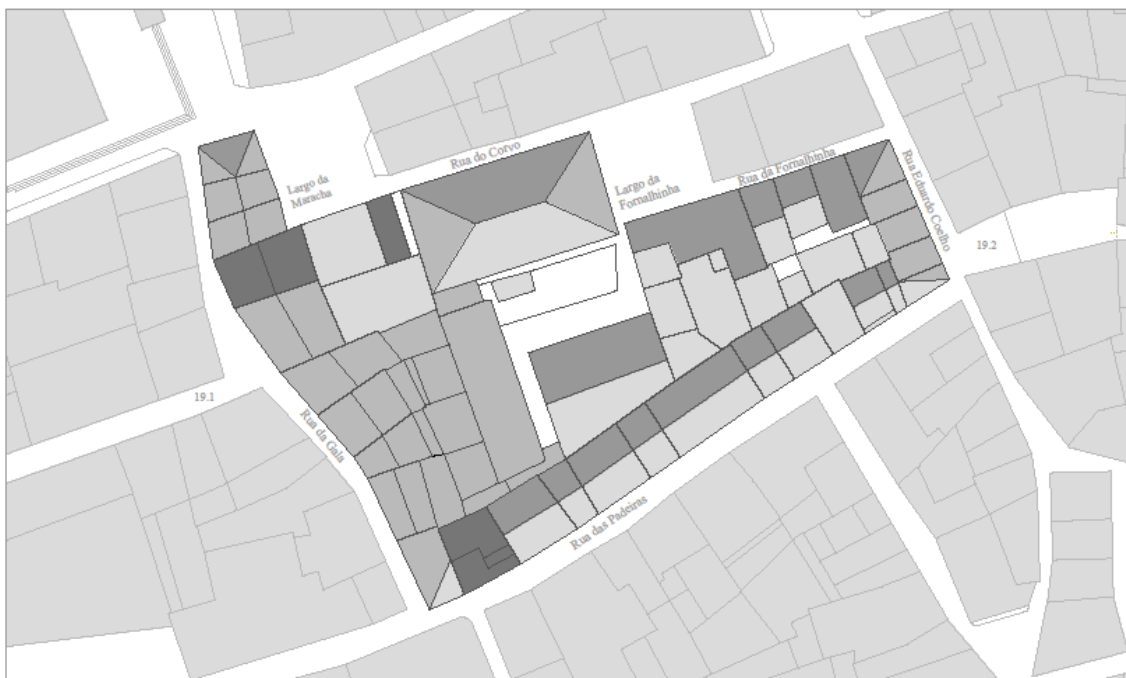 Rua do Corvo
Largo da
Maracha
Largo da
Fornalhinha
Rua da Fornalhinha
Rua Eduardo Coelho
19.2
19.1
Rua da Gala
Rua das Padeiras